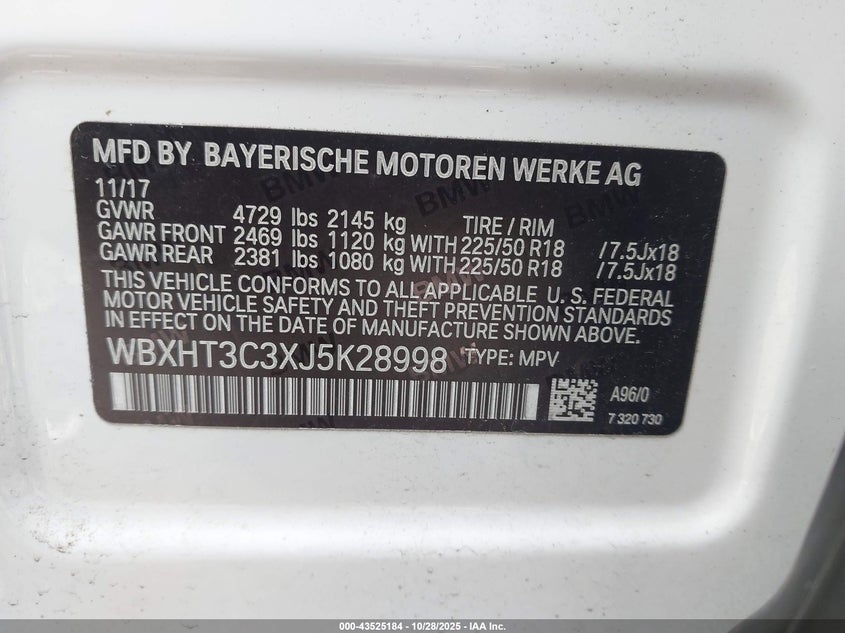 MFD BY BAYERISCHE MOTOREN WERKE AG
11/17
GVWR 4729 lbs 2145 kg TIRE / RIM
GAWR FRONT 2469 lbs 1120 kg WITH 225/50 R18 /7.5Jx18
GAWR REAR 2381 lbs 1080 kg WITH 225/50 R18 /7.5Jx18
THIS VEHICLE CONFORMS TO ALL APPLICABLE U. S. FEDERAL
MOTOR VEHICLE SAFETY AND THEFT PREVENTION STANDARDS
IN EFFECT ON THE DATE OF MANUFACTURE SHOWN ABOVE.
WBXHT3C3XJ5K28998 TYPE: MPV
A96/0
7 320 730
000-43525184 | 10/28/2025 - IAA Inc.